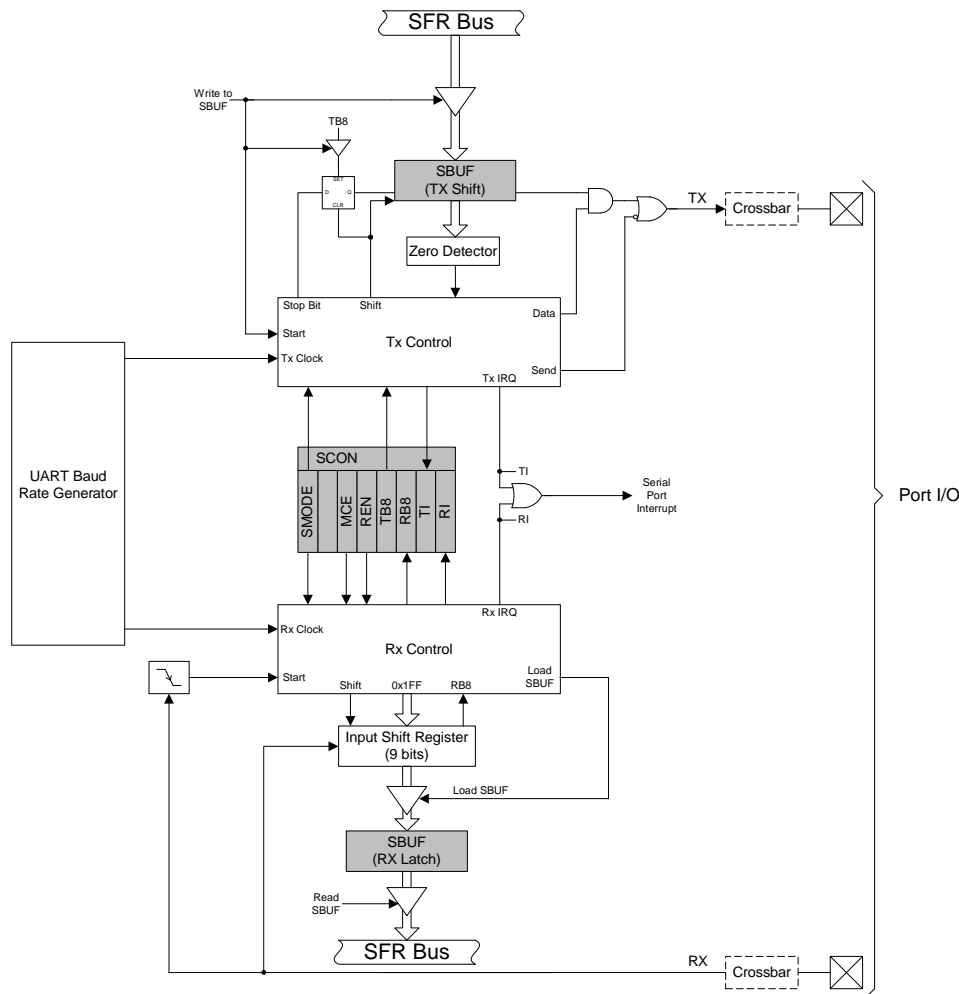 SFR Bus
Write to
SBUF
TB8
SET
D
Q
CLR
SBUF
(TX Shift)
TX
Crossbar
Zero Detector
Stop Bit
Shift
Data
Start
Tx Control
Tx Clock
Send
Tx IRQ
UART Baud
Rate Generator
SCON
SMODE
MCE
REN
TB8
RB8
TI
RI
TI
RI
Serial
Port
Interrupt
Port I/O
Rx IRQ
Rx Clock
Rx Control
Start
Load
SBUF
Shift
0x1FF
RB8
Input Shift Register
(9 bits)
Load SBUF
SBUF
(RX Latch)
Read
SBUF
SFR Bus
RX
Crossbar